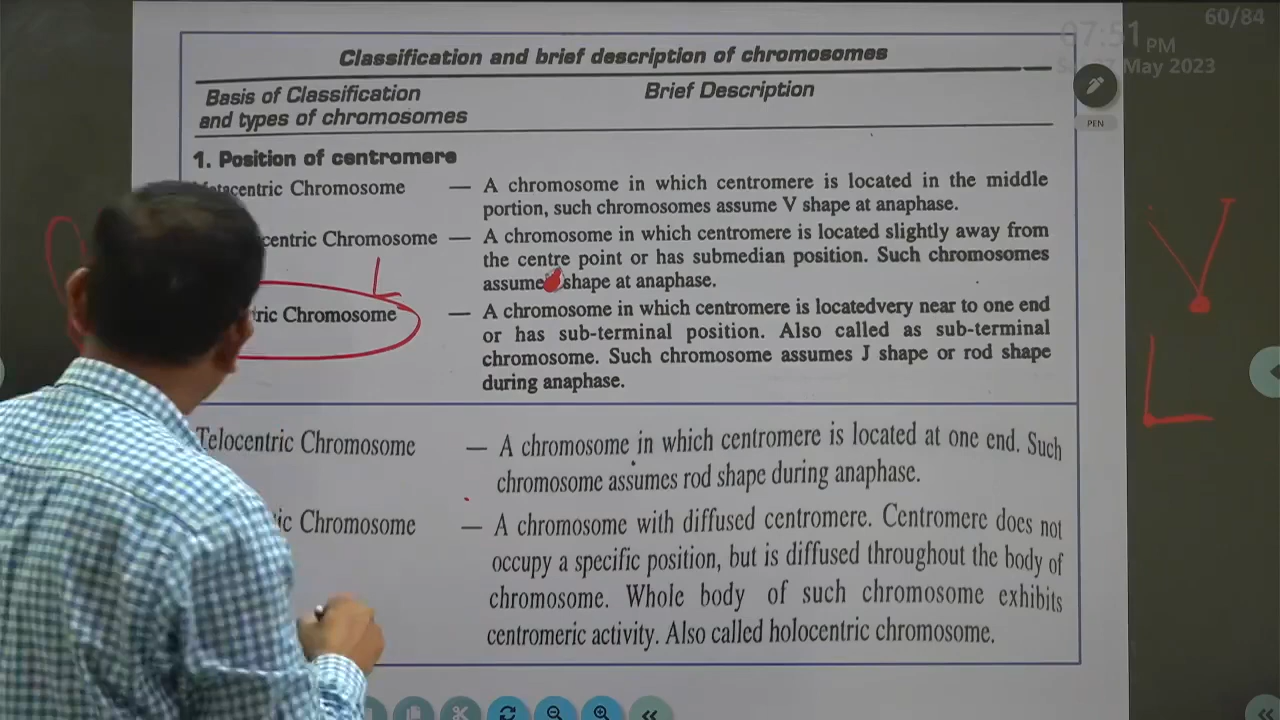 60/84
07:51 PM
May 2023
PEN
Classification and brief description of chromosomes
Basis of Classification Brief Description
and types of chromosomes
1. Position of centromere
Chromosome — A chromosome in which centromere is located in the middle
portion, such chromosomes assume V shape at anaphase.
Chromosome — A chromosome in which centromere is located slightly away from
the centre point or has submedian position. Such chromosomes
assume shape at anaphase.
Chromosome — A chromosome in which centromere is locatedvery near to one end
or has sub-terminal position. Also called as sub-terminal
chromosome. Such chromosome assumes J shape or rod shape
during anaphase.
Telocentric Chromosome — A chromosome in which centromere is located at one end. Such
chromosome assumes rod shape during anaphase.
Chromosome — A chromosome with diffused centromere. Centromere does not
occupy a specific position, but is diffused throughout the body of
chromosome. Whole body of such chromosome exhibits
centromeric activity. Also called holocentric chromosome.
V
L